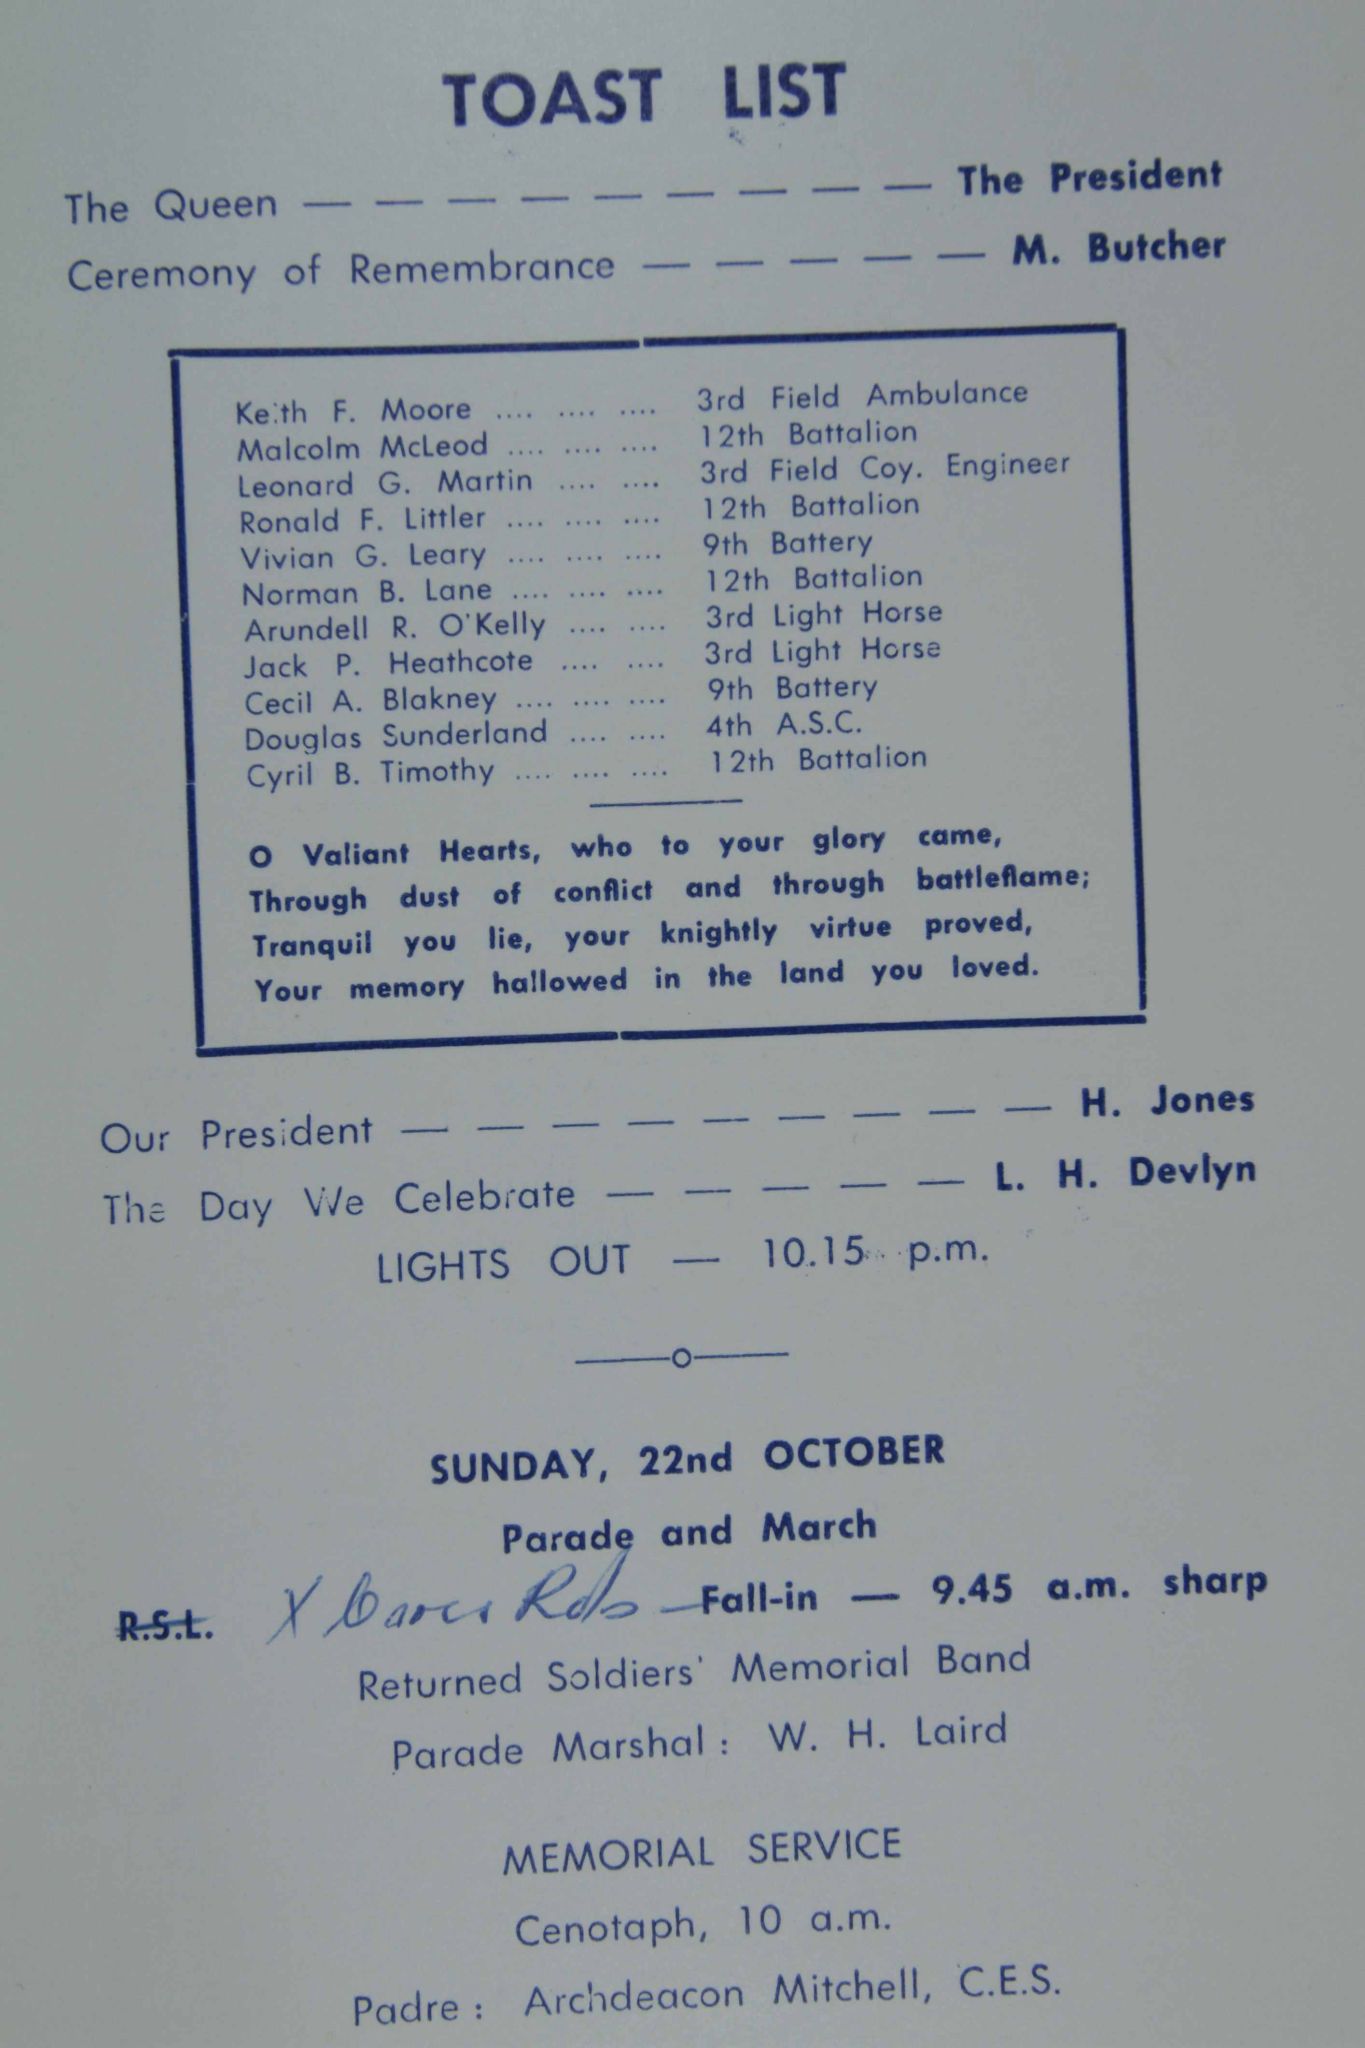 TOAST LIST
The Queen — — — — — — — — — The President
Ceremony of Remembrance — — — — — M. Butcher
Keith F. Moore .... .... .... 3rd Field Ambulance
Malcolm McLeod .... .... .... 12th Battalion
Leonard G. Martin .... .... 3rd Field Coy. Engineer
Ronald F. Littler .... .... .... 12th Battalion
Vivian G. Leary .... .... .... 9th Battery
Norman B. Lane .... .... .... 12th Battalion
Arundell R. O'Kelly .... .... 3rd Light Horse
Jack P. Heathcote .... .... 3rd Light Horse
Cecil A. Blakney .... .... .... 9th Battery
Douglas Sunderland .... .... 4th A.S.C.
Cyril B. Timothy .... .... .... 12th Battalion
O Valiant Hearts, who to your glory came,
Through dust of conflict and through battleflame;
Tranquil you lie, your knightly virtue proved,
Your memory hallowed in the land you loved.
Our President — — — — — — — — — H. Jones
The Day We Celebrate — — — — — L. H. Devlyn
LIGHTS OUT — 10.15 p.m.
SUNDAY, 22nd OCTOBER
Parade and March
R.S.L. X Fall-in — 9.45 a.m. sharp
Returned Soldiers' Memorial Band
Parade Marshal : W. H. Laird
MEMORIAL SERVICE
Cenotaph, 10 a.m.
Padre : Archdeacon Mitchell, C.E.S.